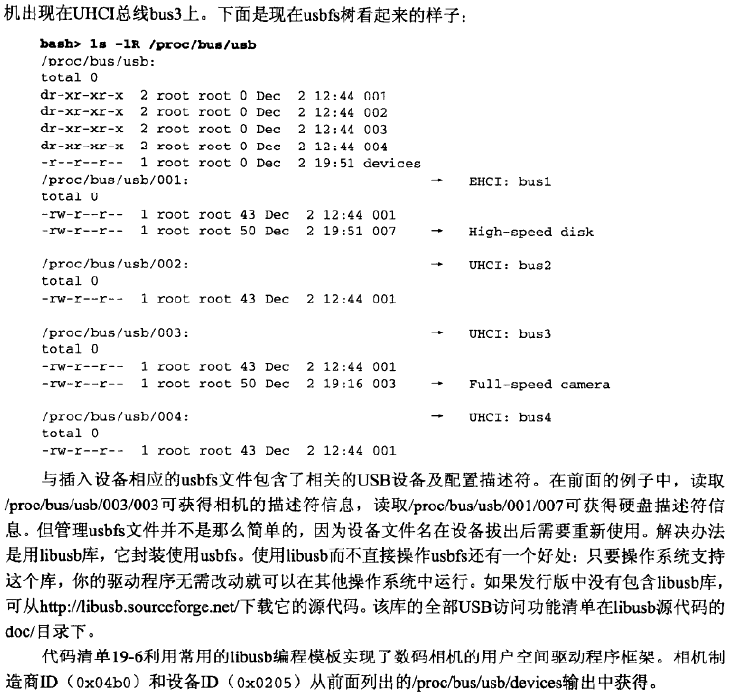 机出现在UHCI总线bus3上。下面是现在usbfs树看起来的样子：
bash> ls -lR /proc/bus/usb
/proc/bus/usb:
total 0
dr-xr-xr-x 2 root root 0 Dec 2 12:44 001
dr-xr-xr-x 2 root root 0 Dec 2 12:44 002
dr-xr-xr-x 2 root root 0 Dec 2 12:44 003
dr-xr-xr-x 2 root root 0 Dec 2 12:44 004
-r--r--r-- 1 root root 0 Dec 2 19:51 devices
/proc/bus/usb/001: → EHCI: bus1
total 0
-rw-r--r-- 1 root root 43 Dec 2 12:44 001
-rw-r--r-- 1 root root 50 Dec 2 19:51 007 → High-speed disk
/proc/bus/usb/002: → UHCI: bus2
total 0
-rw-r--r-- 1 root root 43 Dec 2 12:44 001
/proc/bus/usb/003: → UHCI: bus3
total 0
-rw-r--r-- 1 root root 43 Dec 2 12:44 001
-rw-r--r-- 1 root root 50 Dec 2 19:16 003 → Full-speed camera
/proc/bus/usb/004: → UHCI: bus4
total 0
-rw-r--r-- 1 root root 43 Dec 2 12:44 001
与插入设备相应的usbfs文件包含了相关的USB设备及配置描述符。在前面的例子中，读取
/proc/bus/usb/003/003可获得相机的描述符信息，读取/proc/bus/usb/001/007可获得硬盘描述符信
息。但管理usbfs文件并不是那么简单的，因为设备文件名在设备拔出后需要重新使用。解决办法
是用libusb库，它封装使用usbfs。使用libusb而不直接操作usbfs还有一个好处：只要操作系统支持
这个库，你的驱动程序无需改动就可以在其他操作系统中运行。如果发行版中没有包含libusb库，
可从http://libusb.sourceforge.net/下载它的源代码。该库的全部USB访问功能清单在libusb源代码的
doc/目录下。
代码清单19-6利用常用的libusb编程模板实现了数码相机的用户空间驱动程序框架。相机制
造商ID（0x04b0）和设备ID（0x0205）从前面列出的/proc/bus/usb/devices输出中获得。